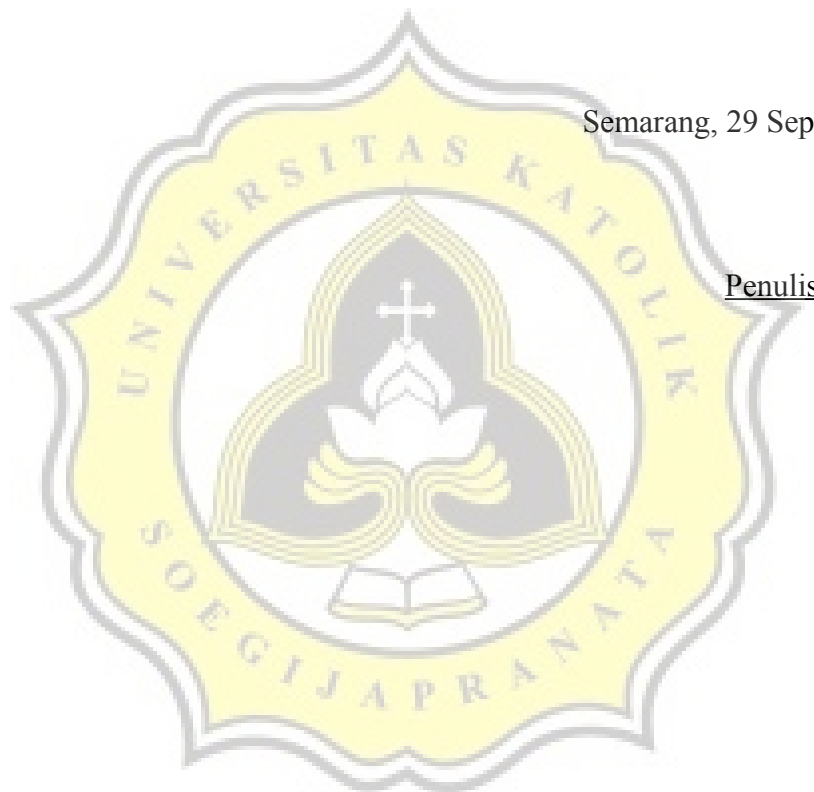 Semarang, 29 Sep
UNIVERSITAS KATOLIK
Penulis
SOEGIJAPRANATA